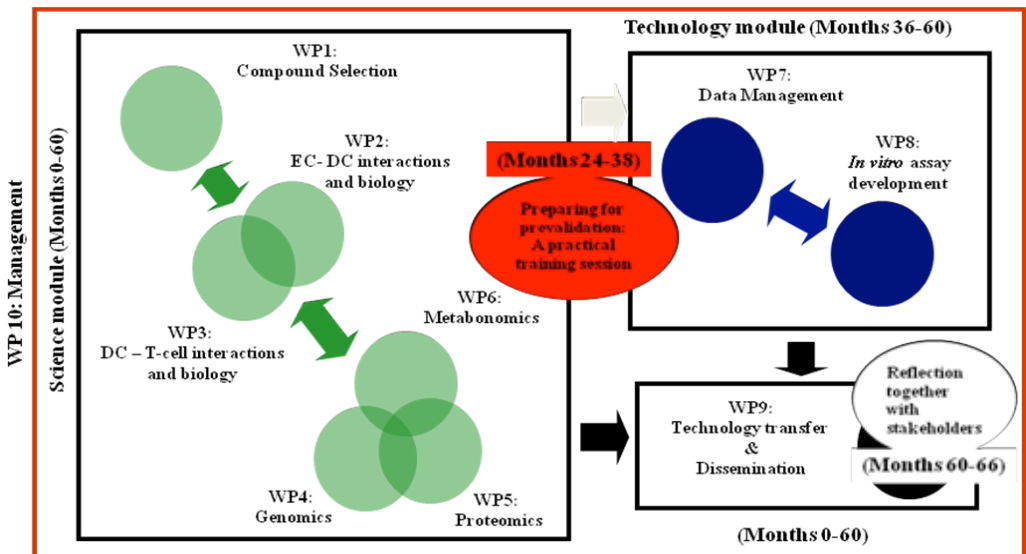 WP 10: Management
Science module (Months 0-60)
WP1:
Compound Selection
WP2:
EC- DC interactions
and biology
WP3:
DC – T-cell interactions
and biology
WP6:
Metabonomics
WP4:
Genomics
WP5:
Proteomics
(Months 24-38)
Preparing for
prevalidation:
A practical
training session
Technology module (Months 36-60)
WP7:
Data Management
WP8:
In vitro assay
development
WP9:
Technology transfer
&
Dissemination
Reflection
together
with
stakeholders
(Months 60-66)
(Months 0-60)